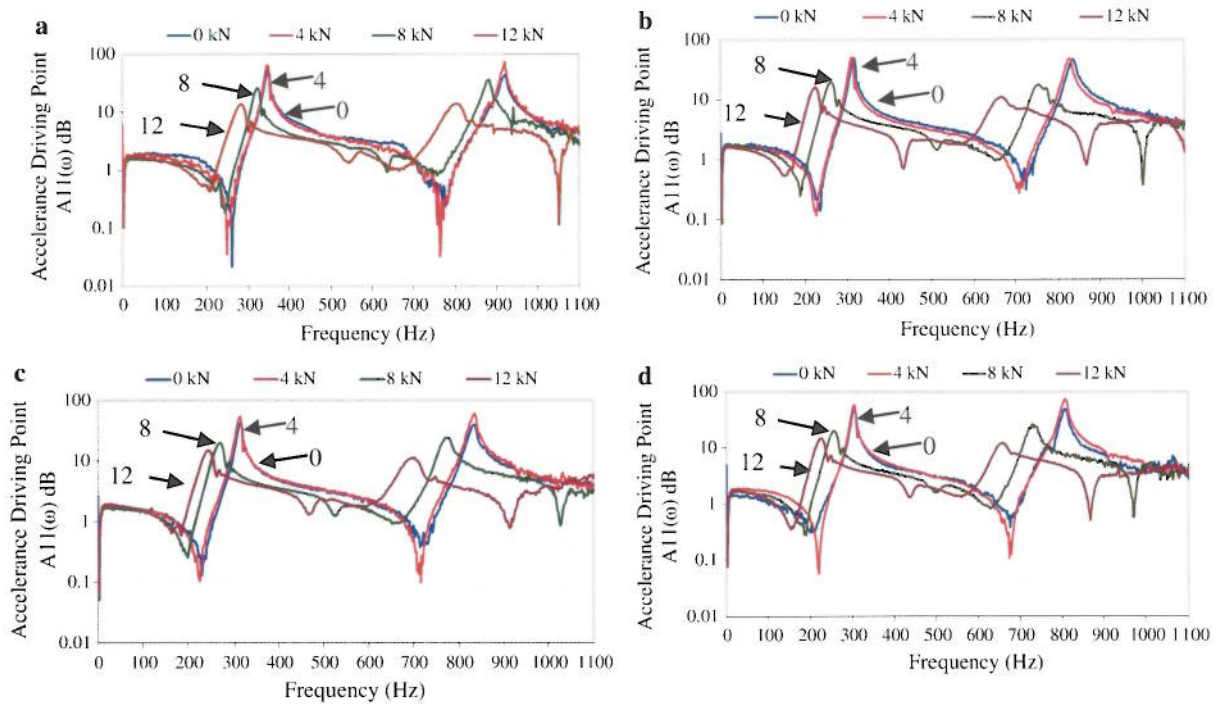 a
0 kN 4 kN 8 kN 12 kN
Accelerance Driving Point
A11(ω) dB
100
10
1
0.1
0.01
8
4
0
12
0 100 200 300 400 500 600 700 800 900 1000 1100
Frequency (Hz)
b
0 kN 4 kN 8 kN 12 kN
Accelerance Driving Point
A11(ω) dB
100
10
1
0.1
0.01
8
4
0
12
0 100 200 300 400 500 600 700 800 900 1000 1100
Frequency (Hz)
c
0 kN 4 kN 8 kN 12 kN
Accelerance Driving Point
A11(ω) dB
100
10
1
0.1
0.01
8
4
0
12
0 100 200 300 400 500 600 700 800 900 1000 1100
Frequency (Hz)
d
0 kN 4 kN 8 kN 12 kN
Accelerance Driving Point
A11(ω) dB
100
10
1
0.1
0.01
8
4
0
12
0 100 200 300 400 500 600 700 800 900 1000 1100
Frequency (Hz)